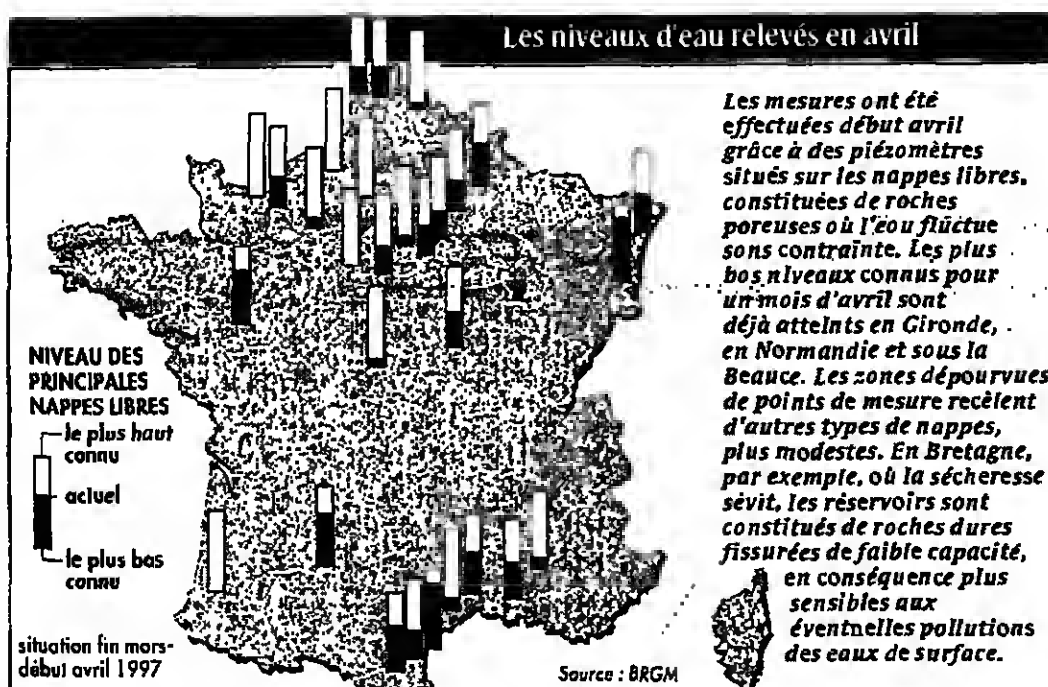 Les niveaux d'eau relevés en avril
Les mesures ont été
effectuées début avril
grâce à des piézomètres
situés sur les nappes libres,
constituées de roches
poreuses où l'eau fluctue
sans contrainte. Les plus
bas niveaux connus pour
un mois d'avril sont
déjà atteints en Gironde,
en Normandie et sous la
Beauce. Les zones dépourvues
de points de mesure recèlent
d'autres types de nappes,
plus modestes. En Bretagne,
par exemple, où la sécheresse
sévit, les réservoirs sont
constitués de roches dures
fissurées de faible capacité,
en conséquence plus
sensibles aux
éventuelles pollutions
des eaux de surface.
NIVEAU DES
PRINCIPALES
NAPPES LIBRES
le plus haut
connu
actuel
le plus bas
connu
situation fin mars-
début avril 1997
Source : BRGM